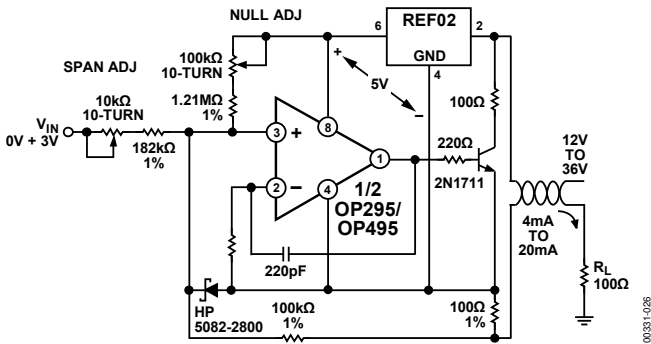 NULL ADJ
REF02
6
2
GND
4
100kΩ
10-TURN
+
5V
–
SPAN ADJ
10kΩ
10-TURN
1.21MΩ
1%
100Ω
VIN
0V + 3V
182kΩ
1%
3
+
8
1
220Ω
2N1711
12V
TO
36V
2
–
4
1/2
OP295/
OP495
4mA
TO
20mA
220pF
RL
100Ω
HP
5082-2800
100kΩ
1%
100Ω
1%
00331-026